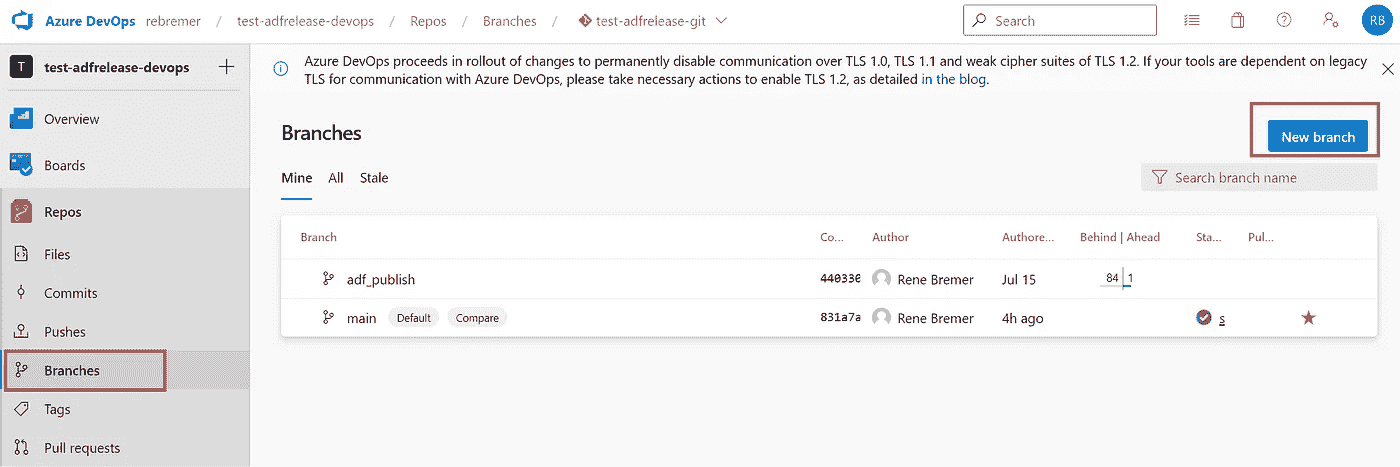 Azure DevOps rebremer / test-adfrelease-devops / Repos / Branches / test-adfrelease-git
Search
RB
T test-adfrelease-devops
Azure DevOps proceeds in rollout of changes to permanently disable communication over TLS 1.0, TLS 1.1 and weak cipher suites of TLS 1.2. If your tools are dependent on legacy
TLS for communication with Azure DevOps, please take necessary actions to enable TLS 1.2, as detailed in the blog.
Overview
Boards
Repos
Files
Commits
Pushes
Branches
Tags
Pull requests
Branches
New branch
Mine All Stale
Search branch name
Branch Co... Author Authore... Behind | Ahead Sta... Pul...
adf_publish 440330 Rene Bremer Jul 15 84 1
main Default Compare 831a7a Rene Bremer 4h ago s